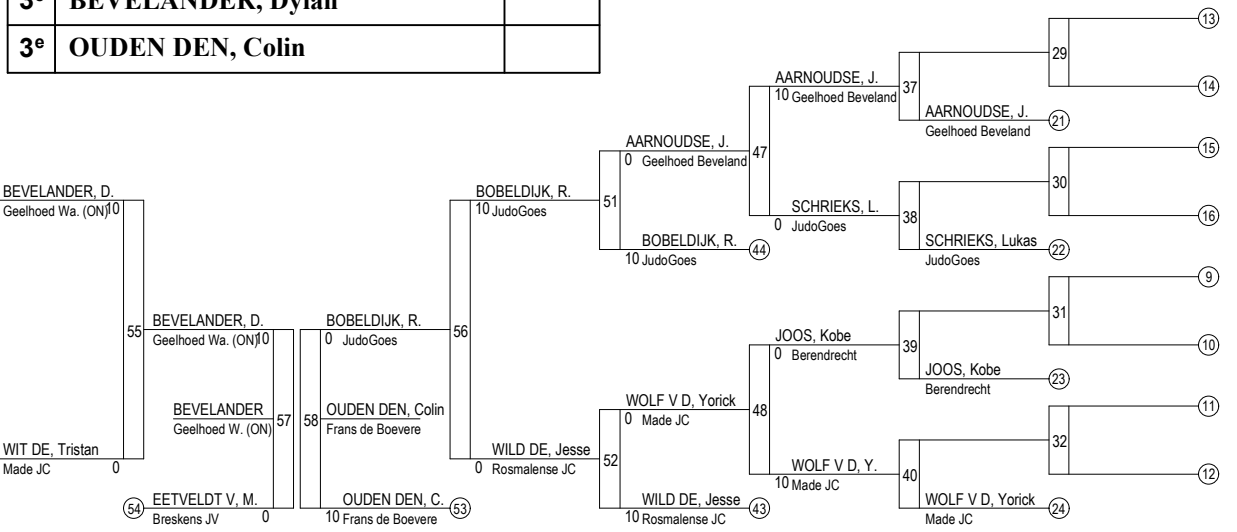 3e BEVELANDER, Dylan
3e OUDEN DEN, Colin
BEVELANDER, D.
Geelhoed Wa. (ON) 10
WIT DE, Tristan
Made JC 0
55
BEVELANDER, D.
Geelhoed Wa. (ON) 10
BEVELANDER
Geelhoed W. (ON)
57
54 EETVELDT V, M.
Breskens JV 0
BOBELDIJK, R.
0 JudoGoes
58
OUDEN DEN, Colin
Frans de Boevere
OUDEN DEN, C. 53
10 Frans de Boevere
56
BOBELDIJK, R.
10 JudoGoes
WILD DE, Jesse
0 Rosmalense JC
51
AARNOUDSE, J.
0 Geelhoed Beveland
BOBELDIJK, R. 44
10 JudoGoes
52
WOLF V D, Yorick
0 Made JC
WILD DE, Jesse 43
10 Rosmalense JC
47
AARNOUDSE, J.
10 Geelhoed Beveland
SCHRIEKS, L.
0 JudoGoes
48
JOOS, Kobe
0 Berendrecht
WOLF V D, Y.
10 Made JC
37
AARNOUDSE, J. 21
Geelhoed Beveland
38
SCHRIEKS, Lukas 22
JudoGoes
39
JOOS, Kobe 23
Berendrecht
40
WOLF V D, Yorick 24
Made JC
29
13
14
30
15
16
31
9
10
32
11
12